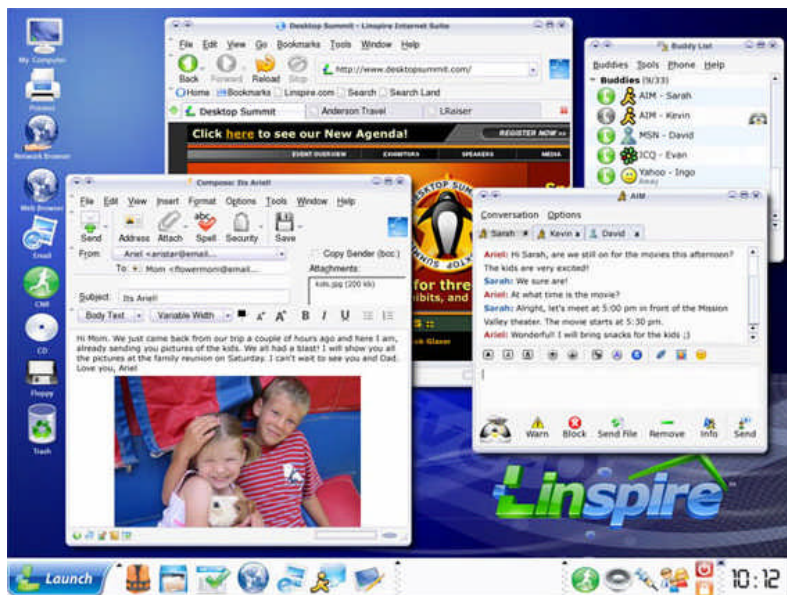 My Computer
Printers
Network Browser
Web Browser
Email
CNR
CD
Floppy
Trash
Desktop Summit - Linspire Internet Suite
File Edit View Go Bookmarks Tools Window Help
Back Forward Reload Stop
http://www.desktopsummit.com/
Home Bookmarks Linspire.com Search Search Land
Desktop Summit Anderson Travel LRaiser
Click here to see our New Agenda! REGISTER NOW >>
EVENT OVERVIEW EXHIBITORS SPEAKERS MEDIA
DESKTOP SUMMIT
for three
bits, and
Glaser
Buddy List
Buddies Tools Phone Help
Buddies (9/33)
AIM - Sarah
AIM - Kevin
MSN - David
ICQ - Evan
Yahoo - Ingo
Away
Compose: Its Ariel!
File Edit View Insert Format Options Tools Window Help
Send Address Attach Spell Security Save
From Ariel <aristar@email... Copy Sender (bcc:)
To: Mom <flowermom@email... Attachments:
kids.jpg (200 kb)
Subject Its Ariel!
Body Text Variable Width B I U
Hi Mom. We just came back from our trip a couple of hours ago and here I am,
already sending you pictures of the kids. We all had a blast! I will show you all
the pictures at the family reunion on Saturday. I can't wait to see you and Dad.
Love you, Ariel
AIM
Conversation Options
Sarah Kevin David
Ariel: Hi Sarah, are we still on for the movies this afternoon?
The kids are very excited!
Sarah: We sure are!
Ariel: At what time is the movie?
Sarah: Alright, let's meet at 5:00 pm in front of the Mission
Valley theater. The movie starts at 5:30 pm.
Ariel: Wonderful! I will bring snacks for the kids ;)
Warn Block Send File Remove Info Send
Linspire
Launch
10:12